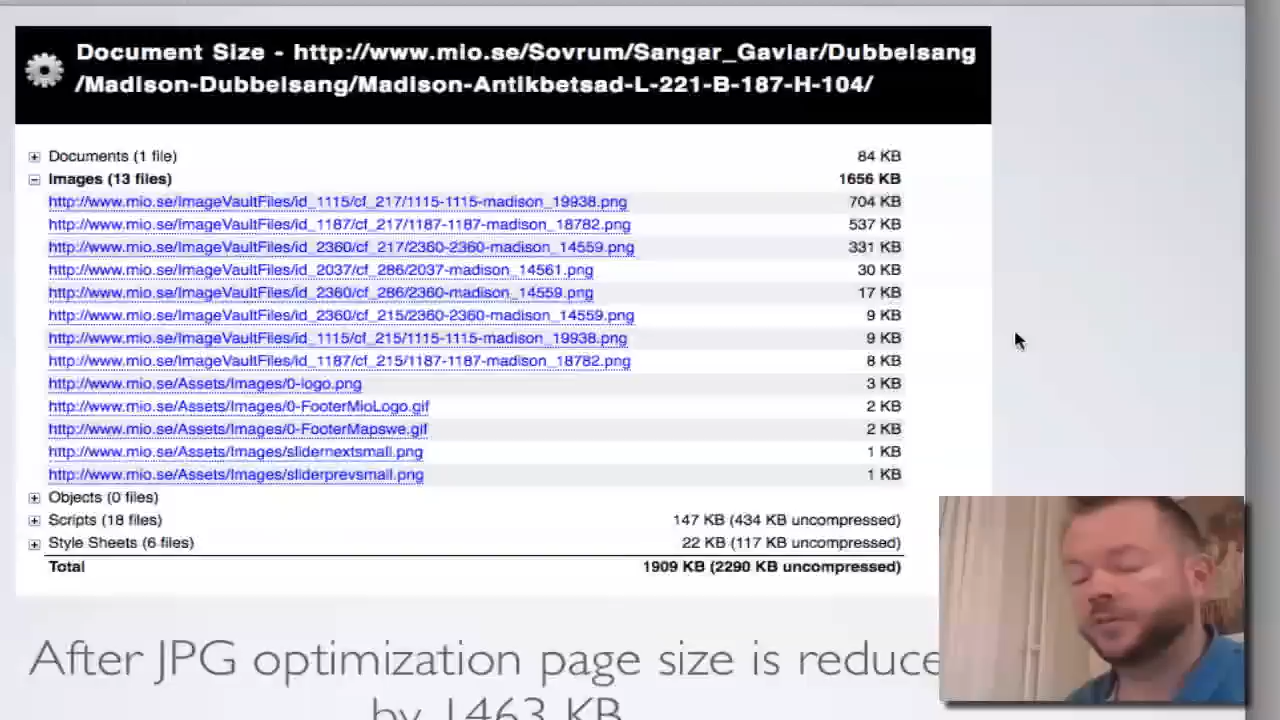 Document Size - http://www.mio.se/Sovrum/Sangar_Gavlar/Dubbelsang
/Madison-Dubbelsang/Madison-Antikbetsad-L-221-B-187-H-104/
Documents (1 file) 84 KB
Images (13 files) 1656 KB
http://www.mio.se/ImageVaultFiles/id_1115/cf_217/1115-1115-madison_19938.png 704 KB
http://www.mio.se/ImageVaultFiles/id_1187/cf_217/1187-1187-madison_18782.png 537 KB
http://www.mio.se/ImageVaultFiles/id_2360/cf_217/2360-2360-madison_14559.png 331 KB
http://www.mio.se/ImageVaultFiles/id_2037/cf_286/2037-madison_14561.png 30 KB
http://www.mio.se/ImageVaultFiles/id_2360/cf_286/2360-madison_14559.png 17 KB
http://www.mio.se/ImageVaultFiles/id_2360/cf_215/2360-2360-madison_14559.png 9 KB
http://www.mio.se/ImageVaultFiles/id_1115/cf_215/1115-1115-madison_19938.png 9 KB
http://www.mio.se/ImageVaultFiles/id_1187/cf_215/1187-1187-madison_18782.png 8 KB
http://www.mio.se/Assets/Images/0-logo.png 3 KB
http://www.mio.se/Assets/Images/0-FooterMioLogo.gif 2 KB
http://www.mio.se/Assets/Images/0-FooterMapswe.gif 2 KB
http://www.mio.se/Assets/Images/slidernextsmall.png 1 KB
http://www.mio.se/Assets/Images/sliderprevsmall.png 1 KB
Objects (0 files)
Scripts (18 files) 147 KB (434 KB uncompressed)
Style Sheets (6 files) 22 KB (117 KB uncompressed)
Total 1909 KB (2290 KB uncompressed)
After JPG optimization page size is reduce
by 1463 KB